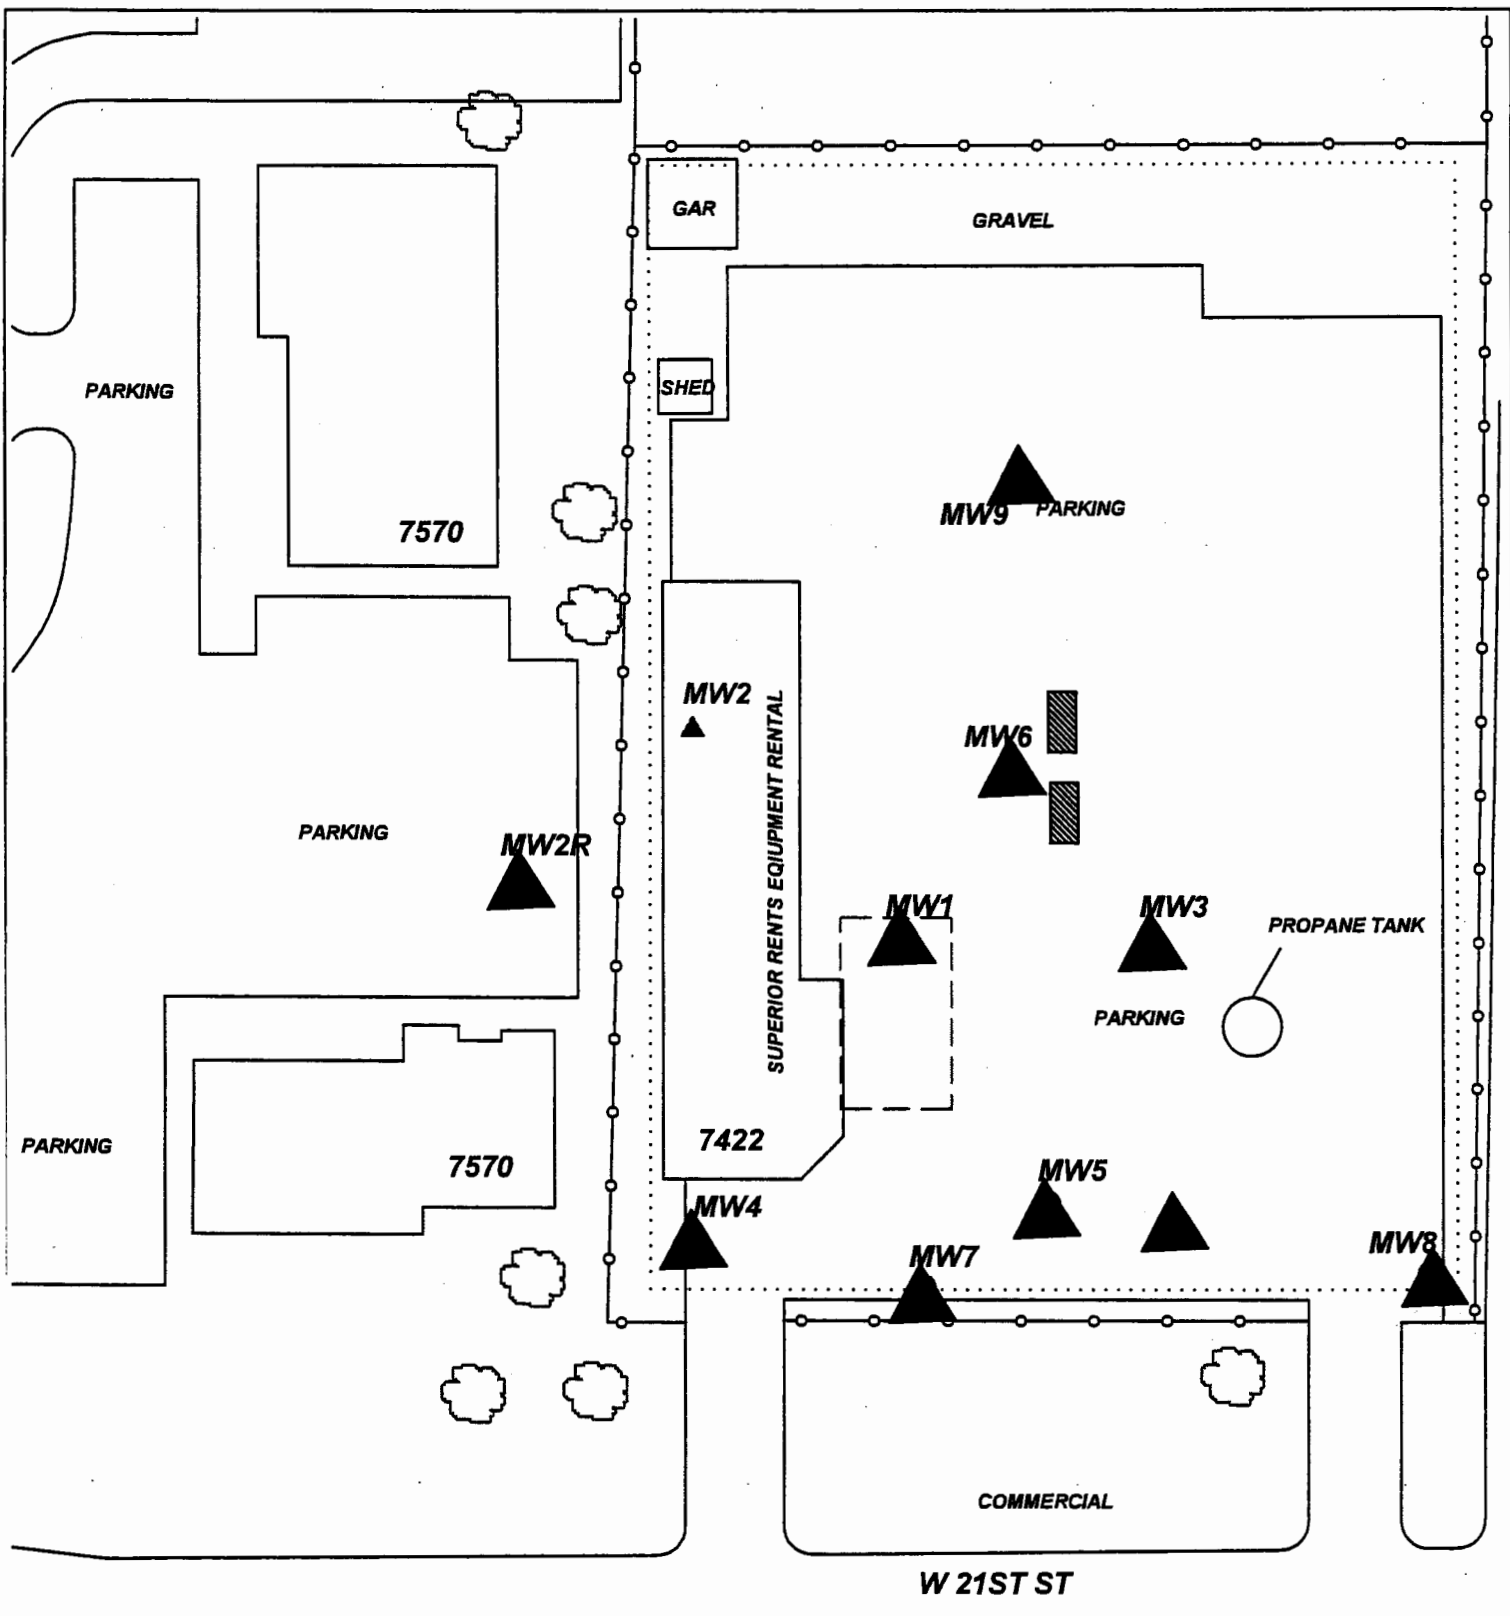 GAR
GRAVEL
SHED
PARKING
MW9
PARKING
7570
MW2
SUPERIOR RENTS EQIUPMENT RENTAL
MW6
PARKING
MW2R
MW1
MW3
PROPANE TANK
PARKING
7422
PARKING
7570
MW5
MW4
MW8
MW7
COMMERCIAL
W 21ST ST